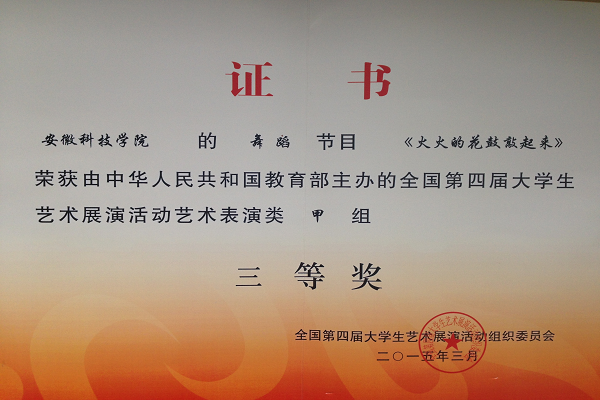 证 书
安徽科技学院 的 舞蹈 节目 《火火的花鼓敲起来》
荣获由中华人民共和国教育部主办的全国第四届大学生
艺术展演活动艺术表演类 甲 组
三 等 奖
全国第四届大学生艺术展演活动组织委员会
二〇一五年三月